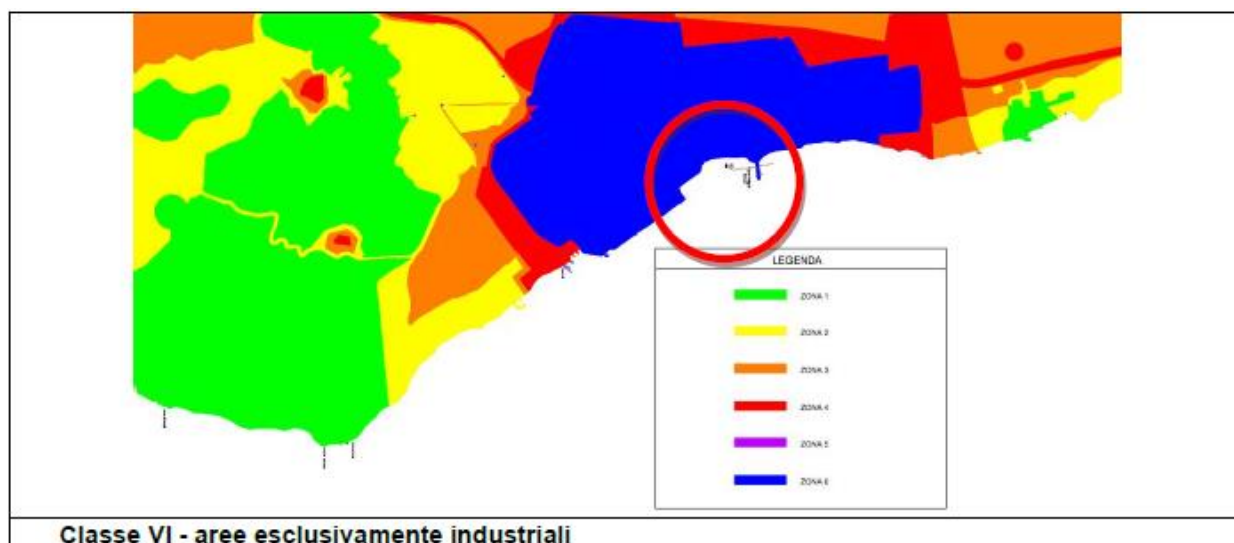 LEGENDA
ZONA 1
ZONA 2
ZONA 3
ZONA 4
ZONA 5
ZONA 6
Classe VI - aree esclusivamente industriali